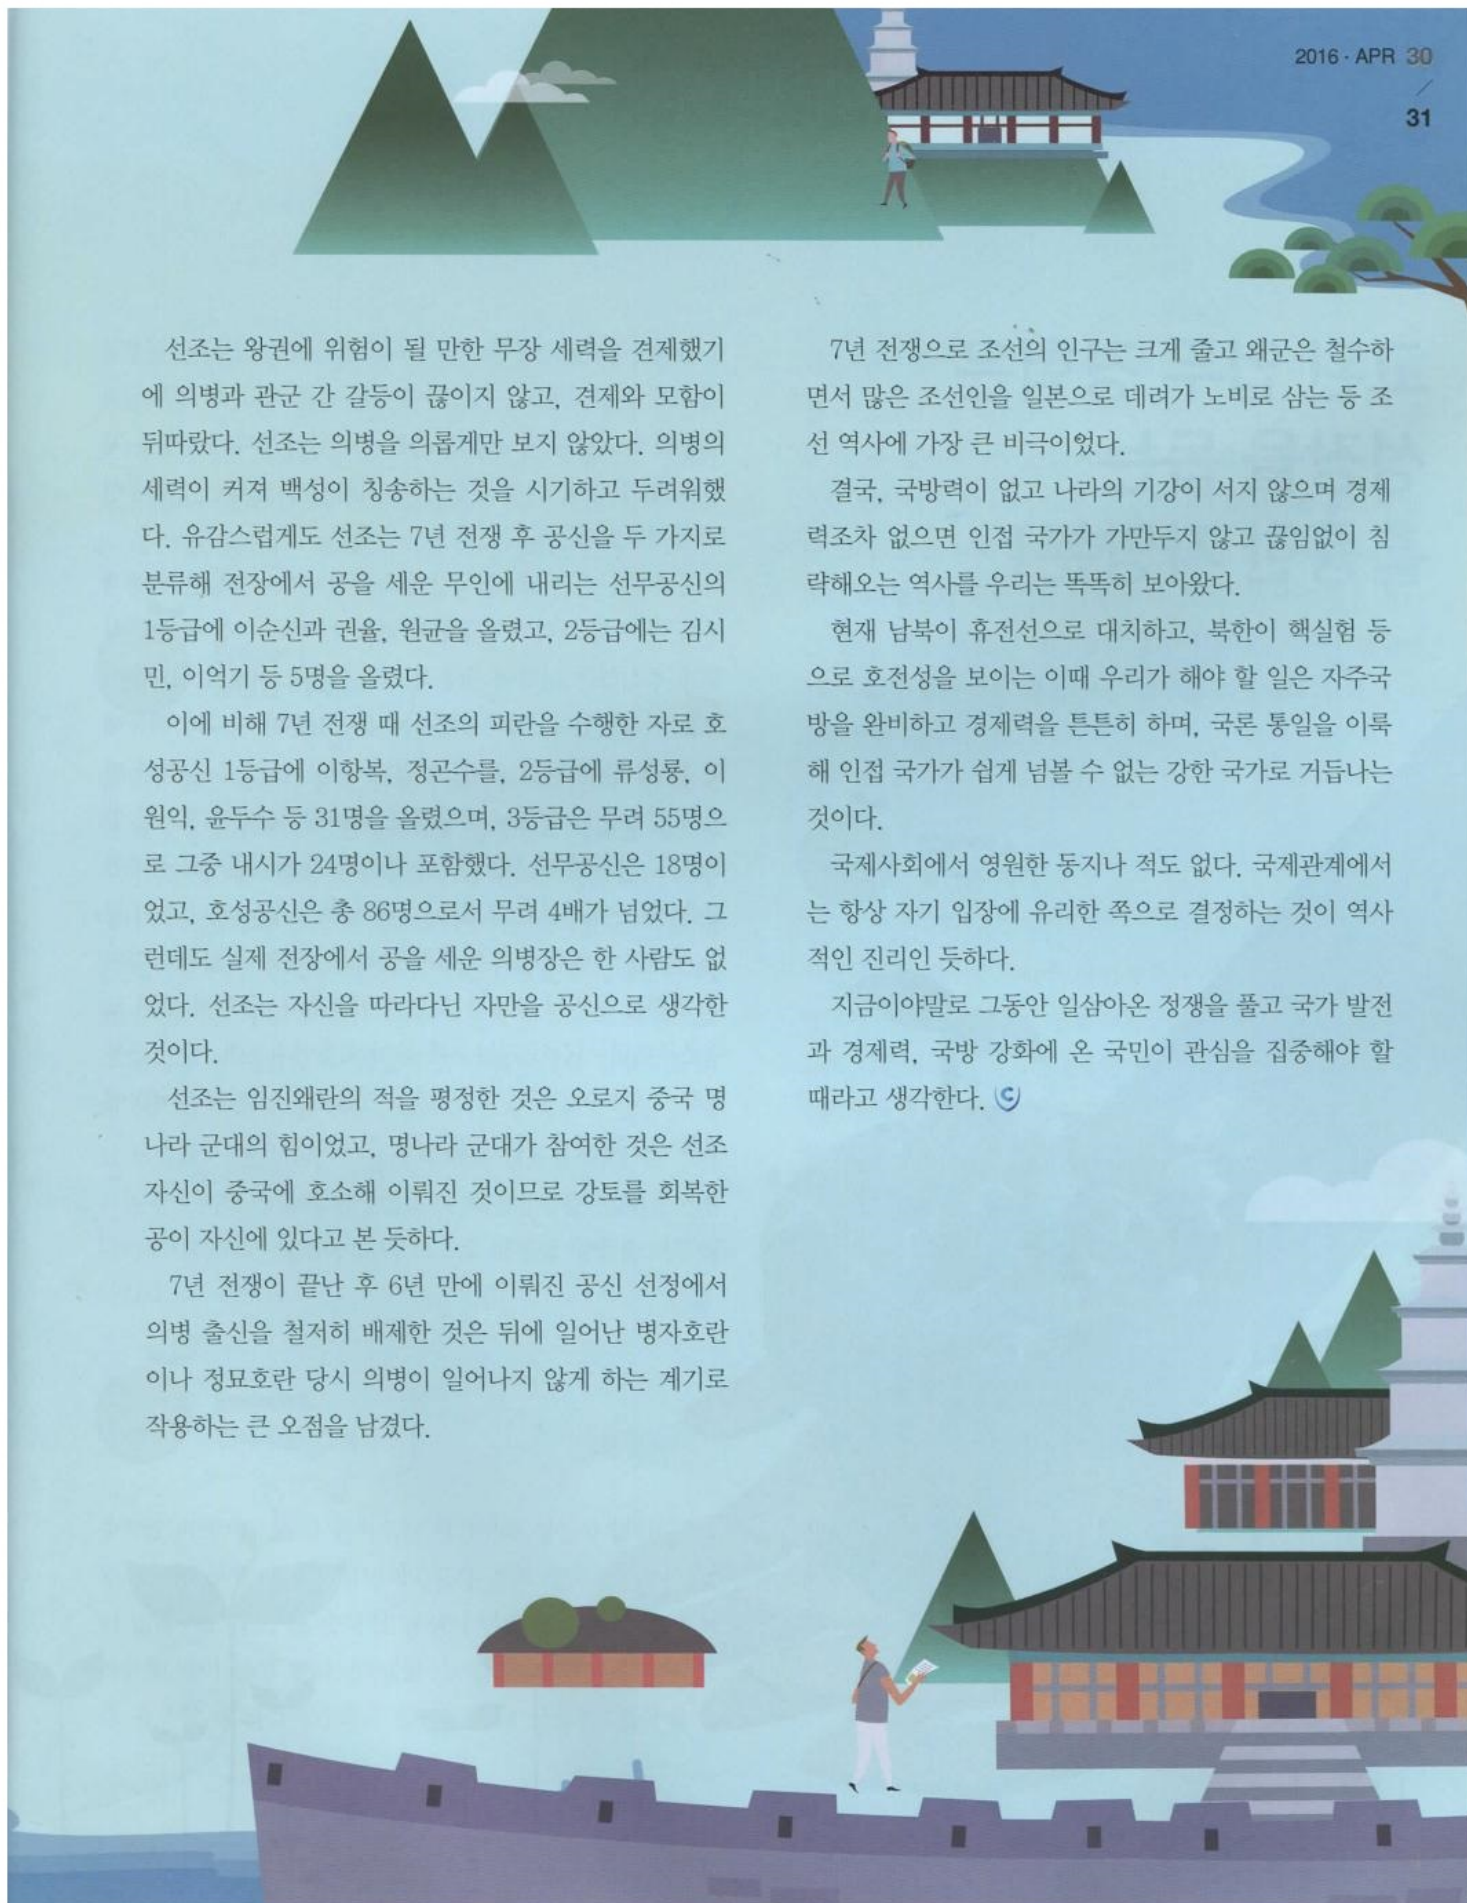 2016 · APR 30
/
31
선조는 왕권에 위험이 될 만한 무장 세력을 견제했기
에 의병과 관군 간 갈등이 끊이지 않고, 견제와 모함이
뒤따랐다. 선조는 의병을 의롭게만 보지 않았다. 의병의
세력이 커져 백성이 칭송하는 것을 시기하고 두려워했
다. 유감스럽게도 선조는 7년 전쟁 후 공신을 두 가지로
분류해 전장에서 공을 세운 무인에 내리는 선무공신의
1등급에 이순신과 권율, 원균을 올렸고, 2등급에는 김시
민, 이억기 등 5명을 올렸다.
이에 비해 7년 전쟁 때 선조의 피란을 수행한 자로 호
성공신 1등급에 이항복, 정곤수를, 2등급에 류성룡, 이
원익, 윤두수 등 31명을 올렸으며, 3등급은 무려 55명으
로 그중 내시가 24명이나 포함했다. 선무공신은 18명이
었고, 호성공신은 총 86명으로서 무려 4배가 넘었다. 그
런데도 실제 전장에서 공을 세운 의병장은 한 사람도 없
었다. 선조는 자신을 따라다닌 자만을 공신으로 생각한
것이다.
선조는 임진왜란의 적을 평정한 것은 오로지 중국 명
나라 군대의 힘이었고, 명나라 군대가 참여한 것은 선조
자신이 중국에 호소해 이뤄진 것이므로 강토를 회복한
공이 자신에 있다고 본 듯하다.
7년 전쟁이 끝난 후 6년 만에 이뤄진 공신 선정에서
의병 출신을 철저히 배제한 것은 뒤에 일어난 병자호란
이나 정묘호란 당시 의병이 일어나지 않게 하는 계기로
작용하는 큰 오점을 남겼다.
7년 전쟁으로 조선의 인구는 크게 줄고 왜군은 철수하
면서 많은 조선인을 일본으로 데려가 노비로 삼는 등 조
선 역사에 가장 큰 비극이었다.
결국, 국방력이 없고 나라의 기강이 서지 않으며 경제
력조차 없으면 인접 국가가 가만두지 않고 끊임없이 침
략해오는 역사를 우리는 똑똑히 보아왔다.
현재 남북이 휴전선으로 대치하고, 북한이 핵실험 등
으로 호전성을 보이는 이때 우리가 해야 할 일은 자주국
방을 완비하고 경제력을 튼튼히 하며, 국론 통일을 이룩
해 인접 국가가 쉽게 넘볼 수 없는 강한 국가로 거듭나는
것이다.
국제사회에서 영원한 동지나 적도 없다. 국제관계에서
는 항상 자기 입장에 유리한 쪽으로 결정하는 것이 역사
적인 진리인 듯하다.
지금이야말로 그동안 일삼아온 정쟁을 풀고 국가 발전
과 경제력, 국방 강화에 온 국민이 관심을 집중해야 할
때라고 생각한다. C